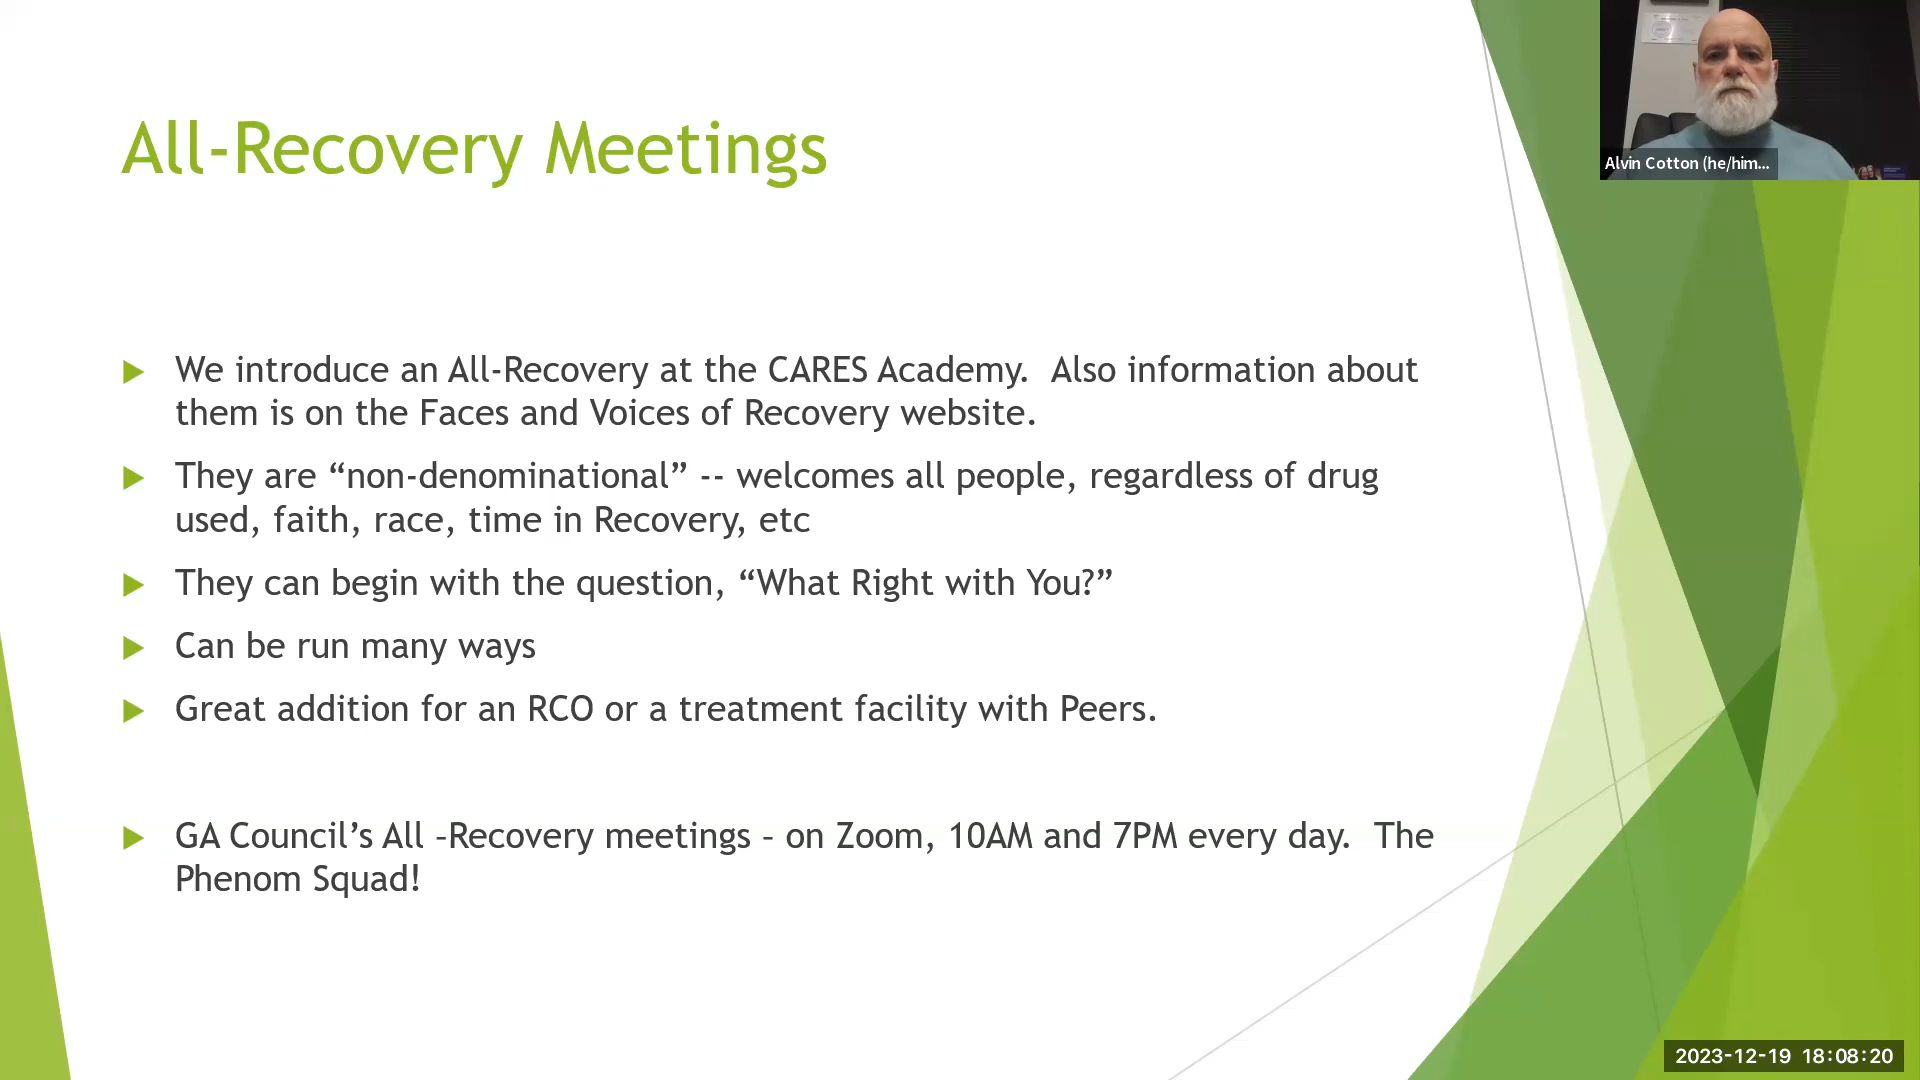 All-Recovery Meetings
We introduce an All-Recovery at the CARES Academy.  Also information about
them is on the Faces and Voices of Recovery website.
They are “non-denominational” -- welcomes all people, regardless of drug
used, faith, race, time in Recovery, etc
They can begin with the question, “What Right with You?”
Can be run many ways
Great addition for an RCO or a treatment facility with Peers.
GA Council’s All –Recovery meetings – on Zoom, 10AM and 7PM every day.  The
Phenom Squad!
Alvin Cotton (he/him...
2023-12-19 18:08:20